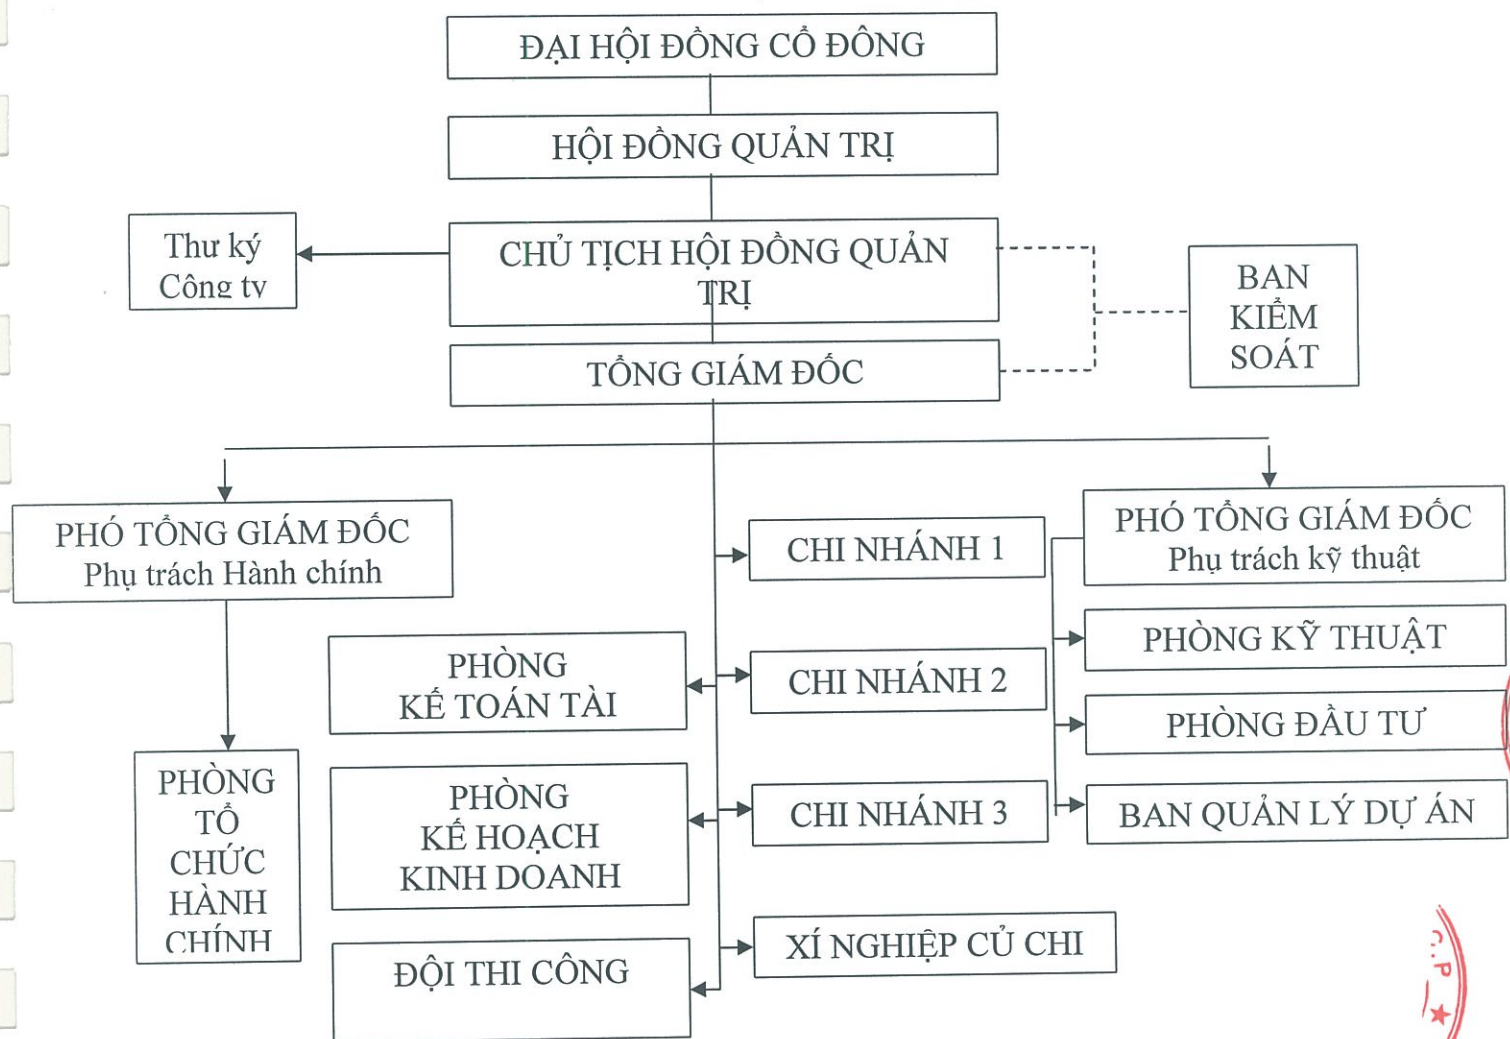 ĐẠI HỘI ĐỒNG CỔ ĐÔNG
HỘI ĐỒNG QUẢN TRỊ
Thư ký
Công ty
CHỦ TỊCH HỘI ĐỒNG QUẢN
TRỊ
BAN
KIỂM
SOÁT
TỔNG GIÁM ĐỐC
PHÓ TỔNG GIÁM ĐỐC
Phụ trách Hành chính
CHI NHÁNH 1
PHÓ TỔNG GIÁM ĐỐC
Phụ trách kỹ thuật
PHÒNG
KẾ TOÁN TÀI
CHI NHÁNH 2
PHÒNG KỸ THUẬT
PHÒNG ĐẦU TƯ
PHÒNG
TỔ
CHỨC
HÀNH
CHÍNH
PHÒNG
KẾ HOẠCH
KINH DOANH
CHI NHÁNH 3
BAN QUẢN LÝ DỰ ÁN
ĐỘI THI CÔNG
XÍ NGHIỆP CỦ CHI
C.P